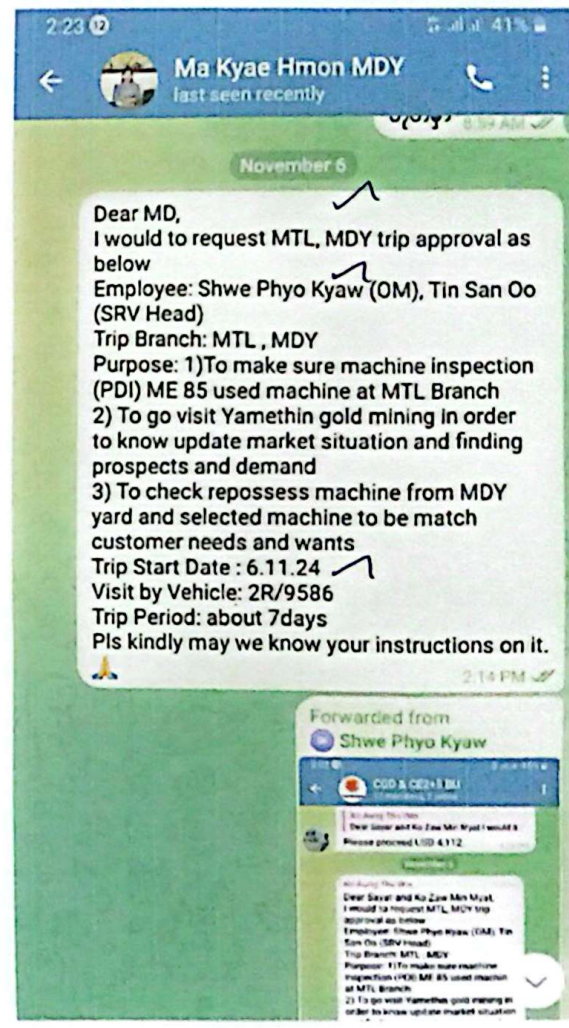 2:23 12 41%
Ma Kyae Hmon MDY
last seen recently
8:59 AM
November 6
Dear MD,
I would to request MTL, MDY trip approval as
below
Employee: Shwe Phyo Kyaw (OM), Tin San Oo
(SRV Head)
Trip Branch: MTL , MDY
Purpose: 1)To make sure machine inspection
(PDI) ME 85 used machine at MTL Branch
2) To go visit Yamethin gold mining in order
to know update market situation and finding
prospects and demand
3) To check repossess machine from MDY
yard and selected machine to be match
customer needs and wants
Trip Start Date : 6.11.24
Visit by Vehicle: 2R/9586
Trip Period: about 7days
Pls kindly may we know your instructions on it.
🙏 2:14 PM
Forwarded from
Shwe Phyo Kyaw
Please proceed USD 4,112
Dear Sayar and Ko Zaw Min Myat,
I would to request MTL, MDY trip
approval as below
Employee: Shwe Phyo Kyaw (OM), Tin
San Oo (SRV Head)
Trip Branch: MTL , MDY
Purpose: 1)To make sure machine
inspection (PDI) ME 85 used machin
at MTL Branch
2) To go visit Yamethin gold mining in
order to know update market situation